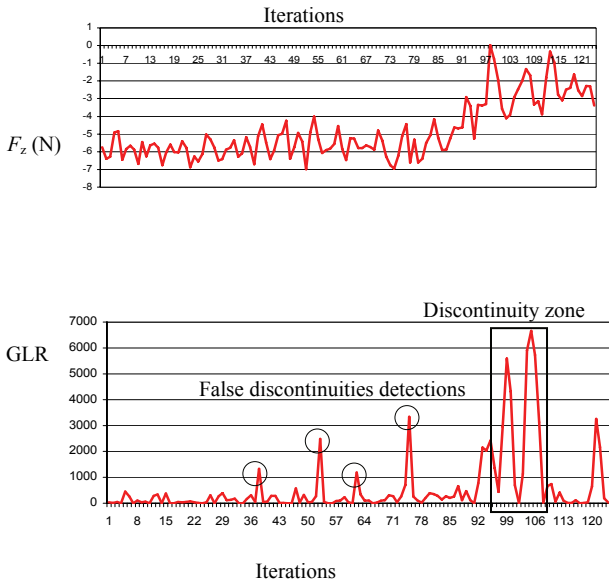 Iterations
1
0
1 7 13 19 25 31 37 43 49 55 61 67 73 79 85 91 97 103 109 115 121
-1
-2
-3
-4
-5
-6
-7
-8
F_z (N)
Discontinuity zone
GLR
7000
6000
5000
4000
3000
2000
1000
0
False discontinuities detections
1 8 15 22 29 36 43 50 57 64 71 78 85 92 99 106 113 120
Iterations